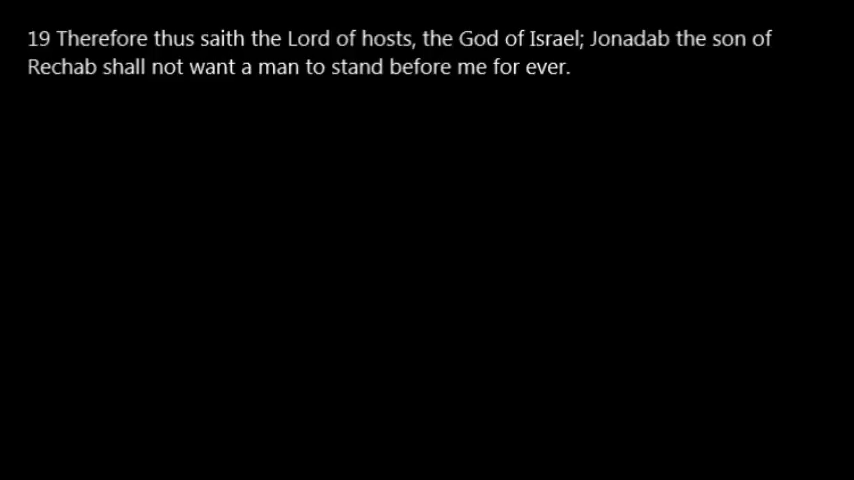 19 Therefore thus saith the Lord of hosts, the God of Israel; Jonadab the son of
Rechab shall not want a man to stand before me for ever.